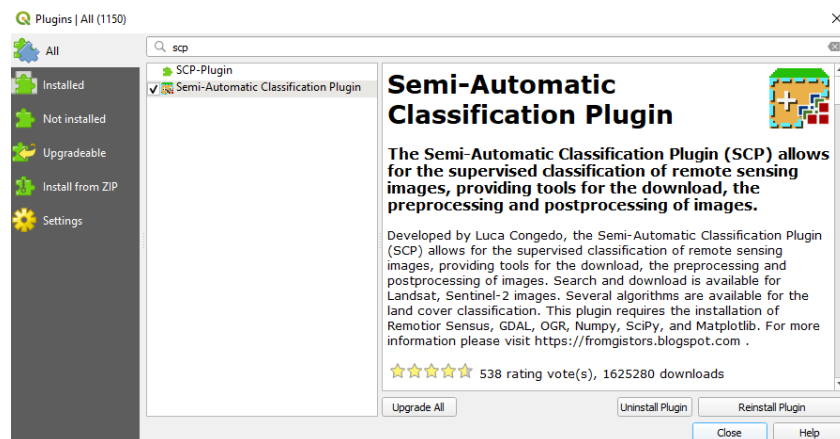 Plugins | All (1150)
All
scp
Installed
Not installed
Upgradeable
Install from ZIP
Settings
SCP-Plugin
Semi-Automatic Classification Plugin
Semi-Automatic
Classification Plugin
The Semi-Automatic Classification Plugin (SCP) allows
for the supervised classification of remote sensing
images, providing tools for the download, the
preprocessing and postprocessing of images.
Developed by Luca Congedo, the Semi-Automatic Classification Plugin
(SCP) allows for the supervised classification of remote sensing
images, providing tools for the download, the preprocessing and
postprocessing of images. Search and download is available for
Landsat, Sentinel-2 images. Several algorithms are available for the
land cover classification. This plugin requires the installation of
Remotior Sensus, GDAL, OGR, Numpy, SciPy, and Matplotlib. For more
information please visit https://fromgistors.blogspot.com .
538 rating vote(s), 1625280 downloads
Upgrade All
Uninstall Plugin
Reinstall Plugin
Close
Help